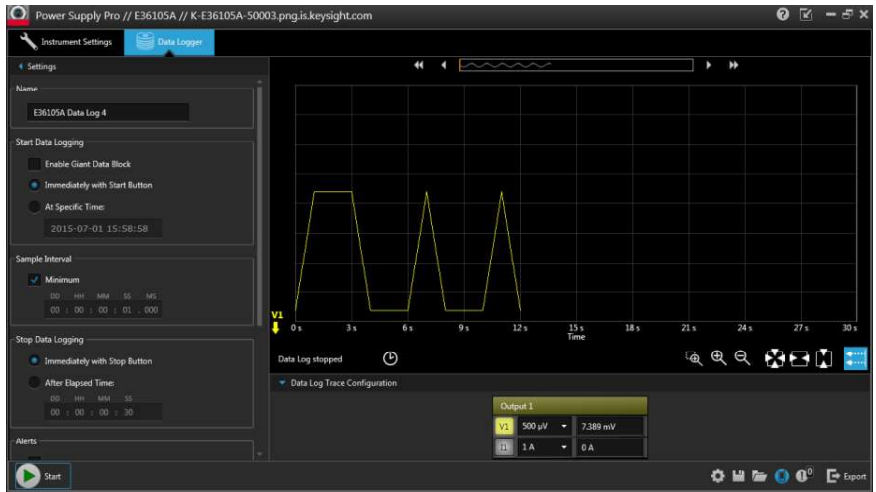 Power Supply Pro // E36105A // K-E36105A-50003.png.is.keysight.com
Instrument Settings
Data Logger
Settings
Name
E36105A Data Log 4
Start Data Logging
Enable Giant Data Block
Immediately with Start Button
At Specific Time:
2015-07-01 15:58:58
Sample Interval
Minimum
DD HH MM SS MS
00 : 00 : 00 : 01 . 000
Stop Data Logging
Immediately with Stop Button
After Elapsed Time:
DD HH MM SS
00 : 00 : 00 : 30
Alerts
Start
V1
0 s 3 s 6 s 9 s 12 s 15 s 18 s 21 s 24 s 27 s 30 s
Time
Data Log stopped
Data Log Trace Configuration
Output 1
V1 500 µV 7.389 mV
I1 1 A 0 A
0
Export